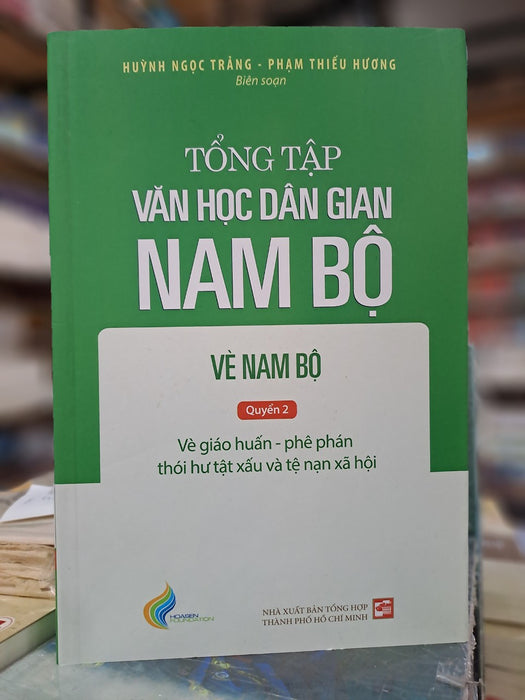 HUỲNH NGỌC TRẢNG - PHẠM THIẾU HƯƠNG
Biên soạn
TỔNG TẬP
VĂN HỌC DÂN GIAN
NAM BỘ
VÈ NAM BỘ
Quyển 2
Vè giáo huấn - phê phán
thói hư tật xấu và tệ nạn xã hội
HOASEN
FOUNDATION
NHÀ XUẤT BẢN TỔNG HỢP
THÀNH PHỐ HỒ CHÍ MINH